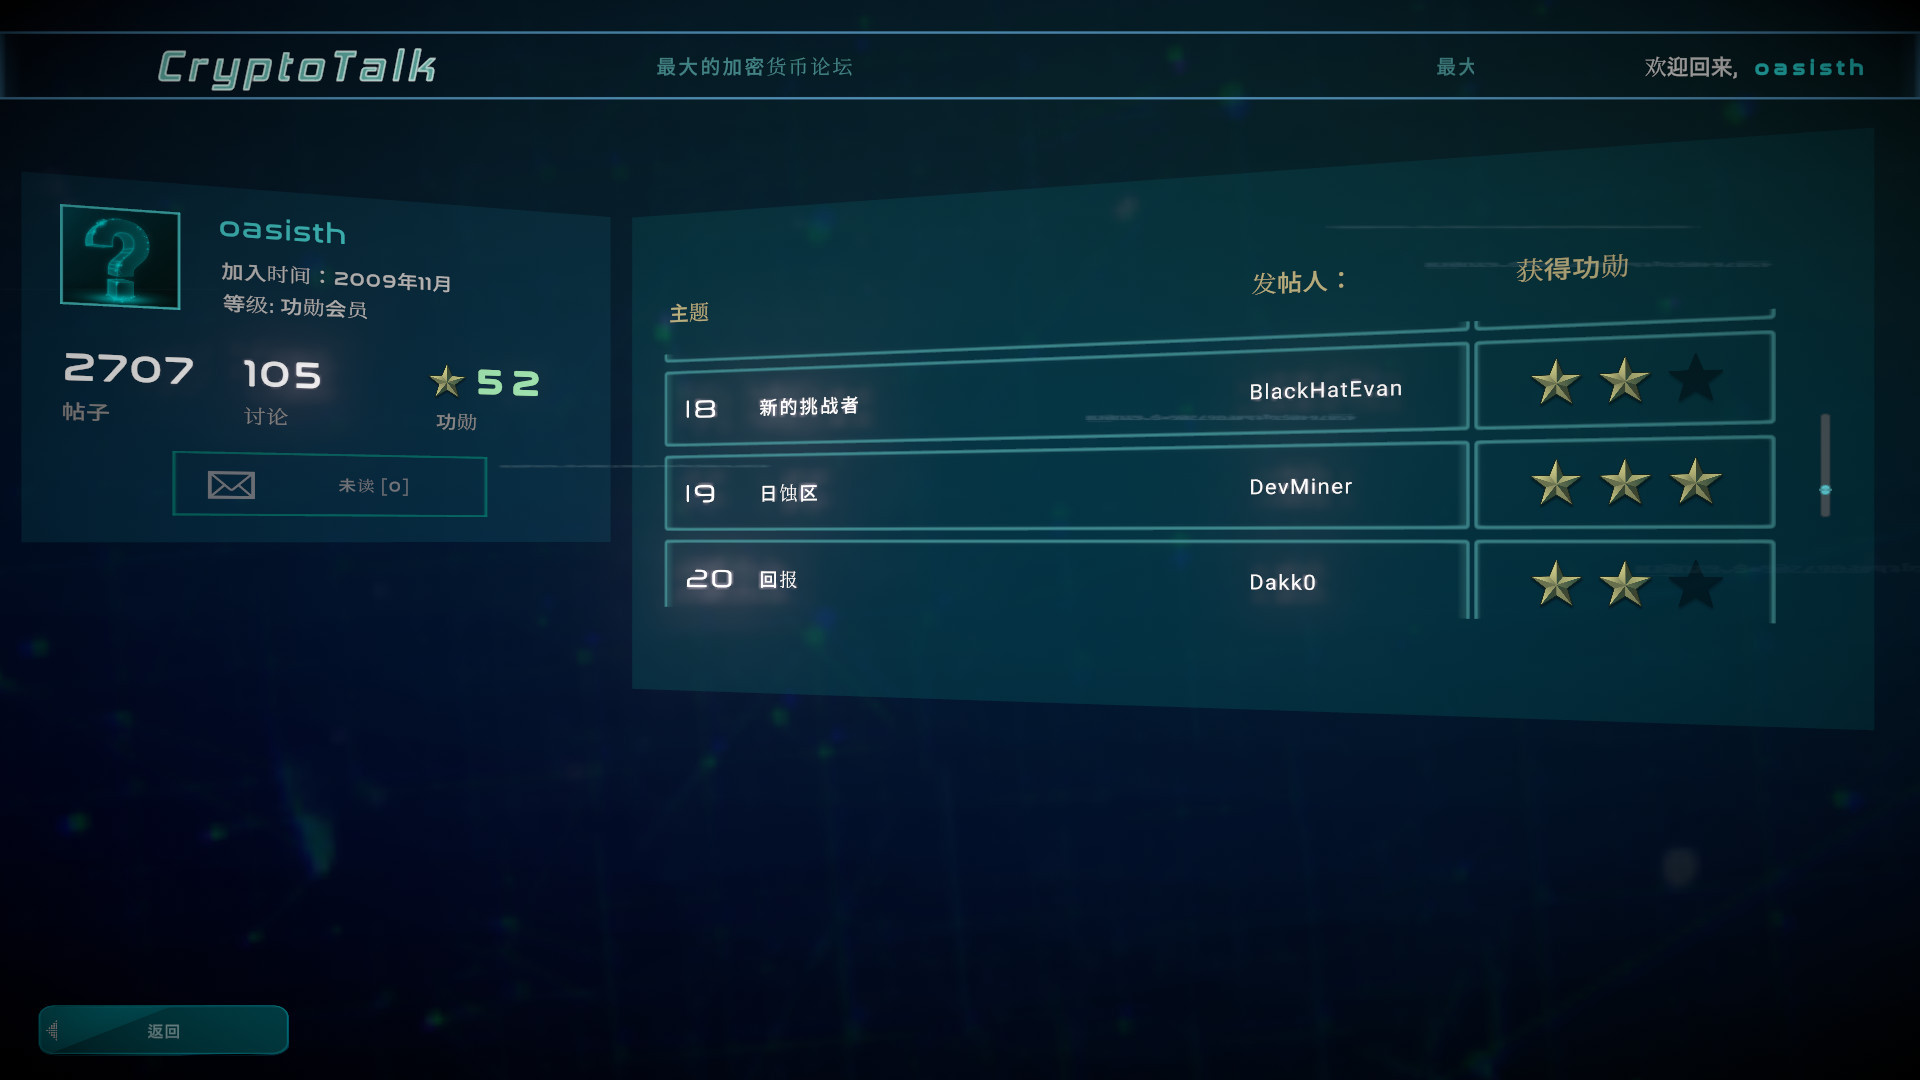 CryptoTalk
最大的加密货币论坛
最大
欢迎回来, oasisth
oasisth
加入时间：2009年11月
等级: 功勋会员
2707
帖子
105
讨论
52
功勋
未读 [0]
主题
发帖人：
获得功勋
18 新的挑战者 BlackHatEvan
19 日蚀区 DevMiner
20 回报 Dakk0
返回